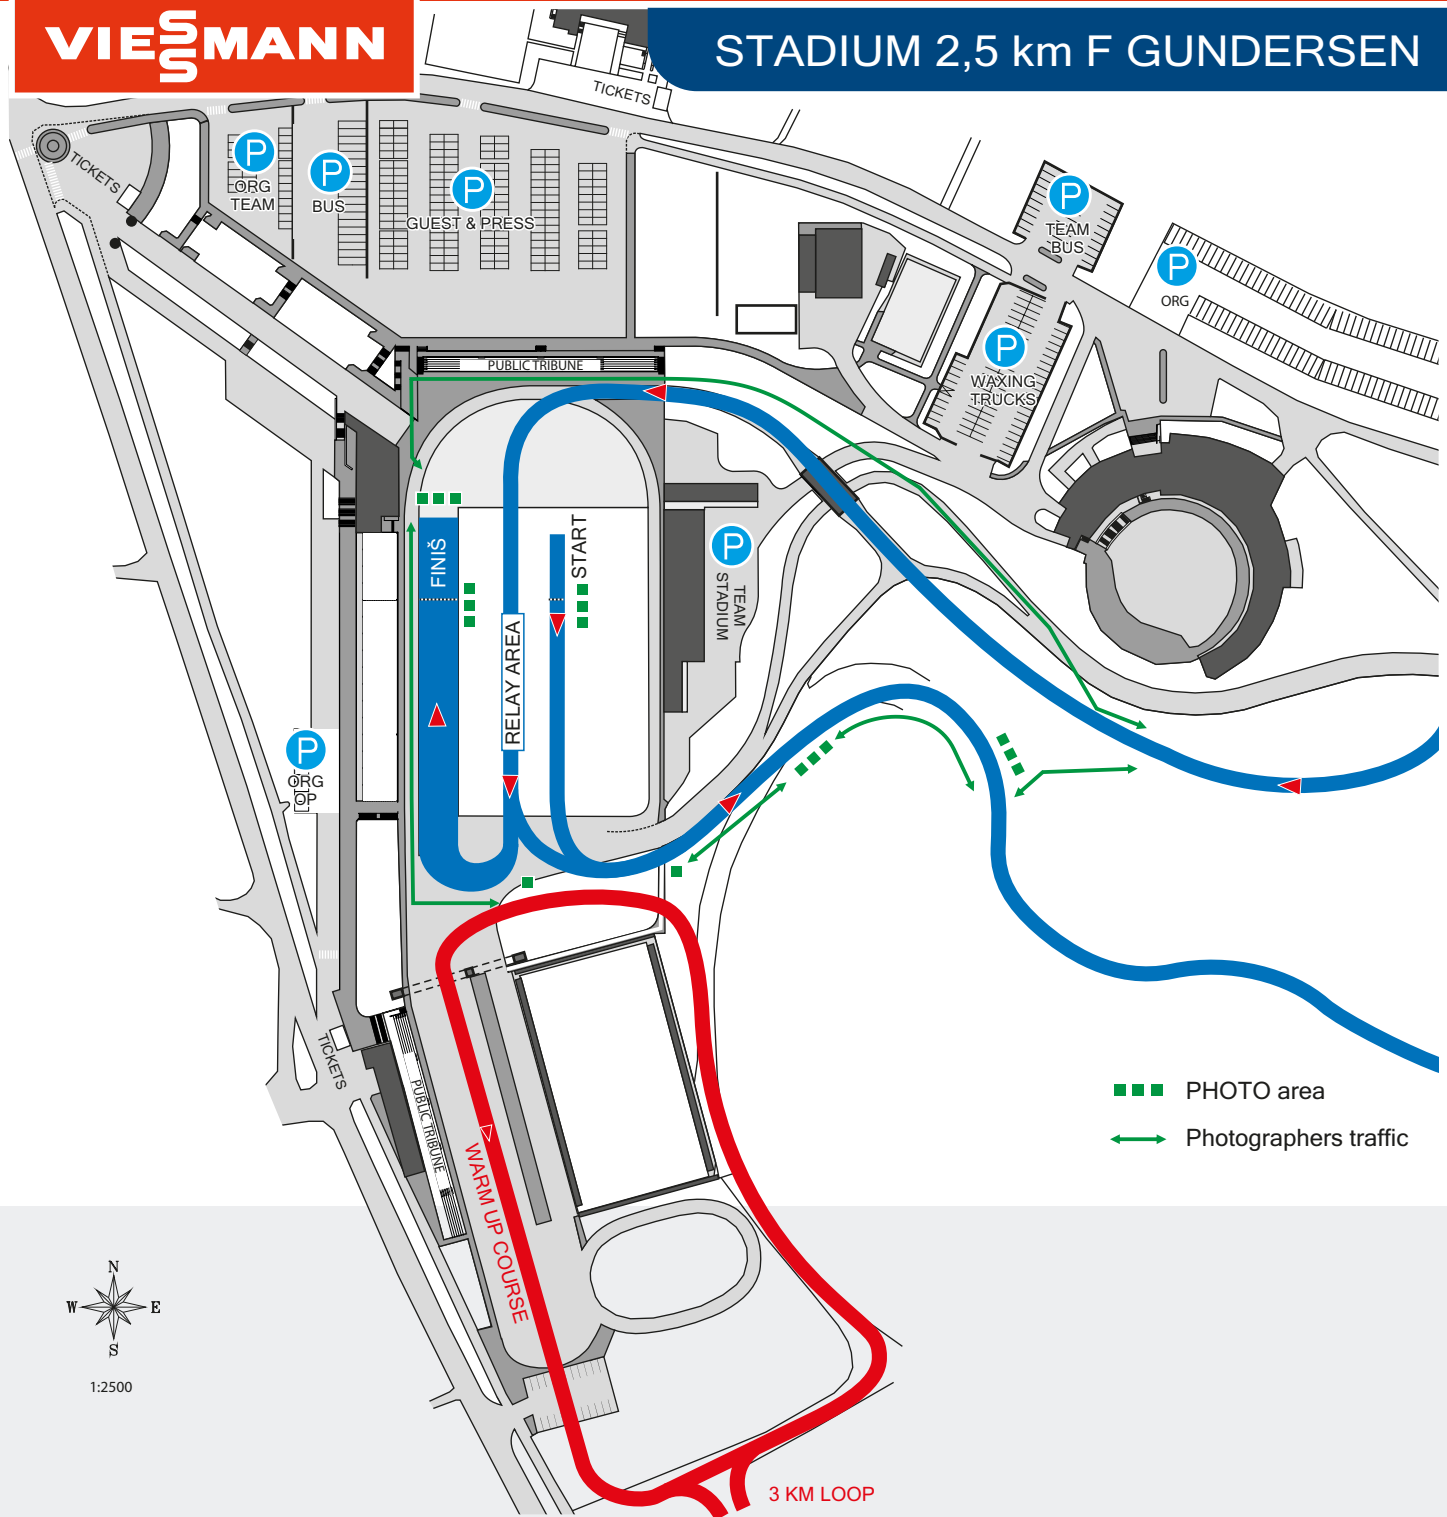 VIESSMANN
STADIUM 2,5 km F GUNDERSEN
TICKETS
TICKETS
P
ORG
TEAM
P
BUS
P
GUEST & PRESS
P
TEAM
BUS
P
ORG
P
WAXING
TRUCKS
PUBLIC TRIBUNE
FINIŠ
START
RELAY AREA
P
TEAM
STADIUM
P
ORG
OP
TICKETS
PUBLIC TRIBUNE
WARM UP COURSE
PHOTO area
Photographers traffic
N
W
E
S
1:2500
3 KM LOOP